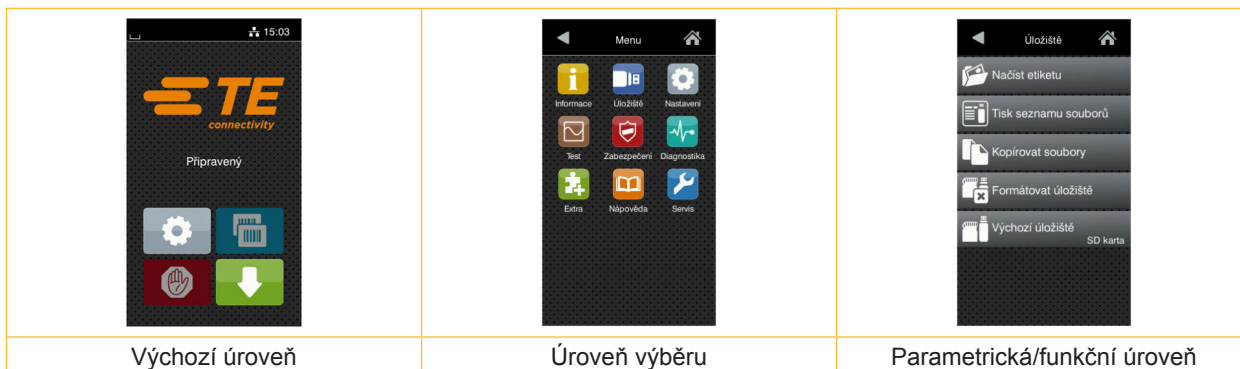 15:03
TE
connectivity
Připravený
Menu
Informace Úložiště Nastavení
Test Zabezpečení Diagnostika
Extra Nápověda Servis
Úložiště
Načíst etiketu
Tisk seznamu souborů
Kopírovat soubory
Formátovat úložiště
Výchozí úložiště
SD karta
Výchozí úroveň Úroveň výběru Parametrická/funkční úroveň